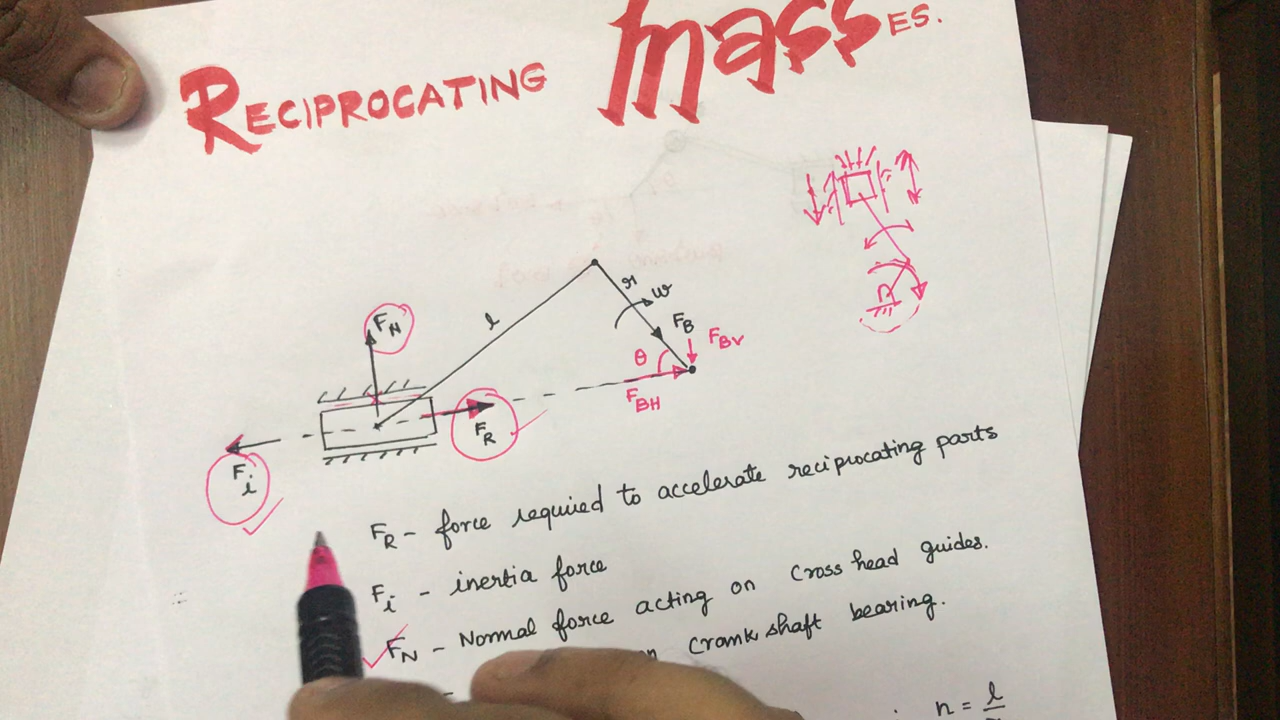 RECIPROCATING MASSES.
l
r
ω
F_N
F_B
F_BV
θ
F_BH
F_R
F_i
F_R - force required to accelerate reciprocating parts
F_i - inertia force
F_N - Normal force acting on cross head guides.
crank shaft bearing.
n = l